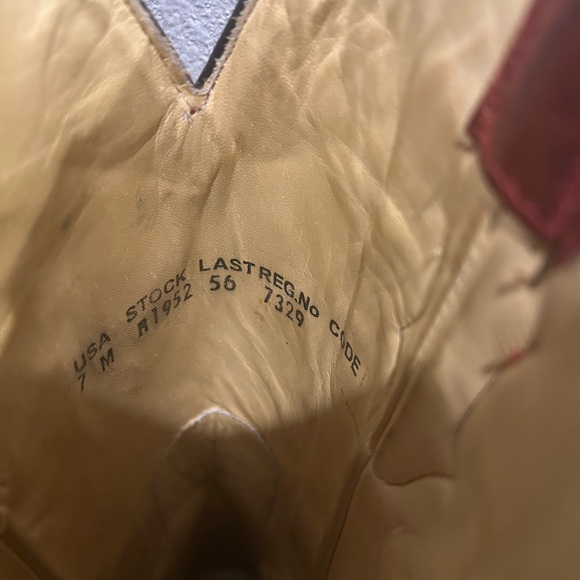 USA STOCK LAST REG.No CODE
7 M R1952 56 7329